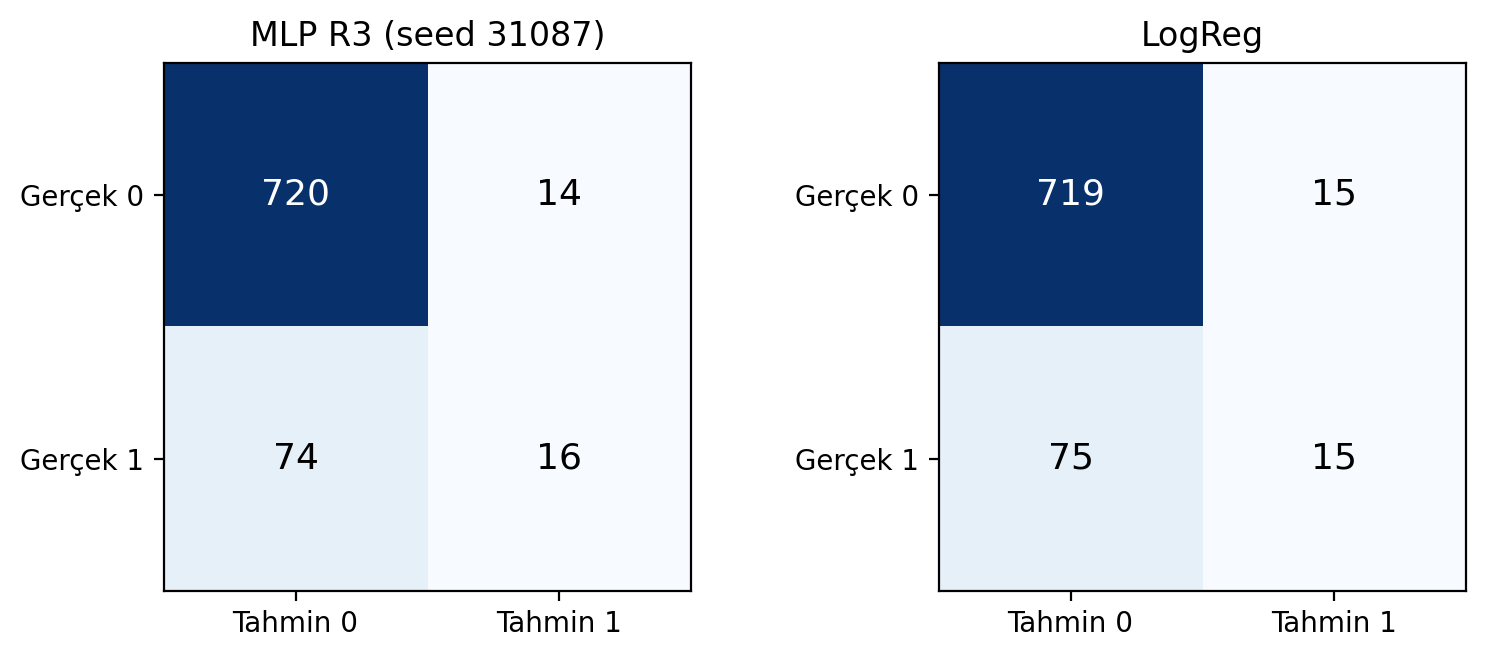 MLP R3 (seed 31087)
Gerçek 0
720
14
Gerçek 1
74
16
Tahmin 0
Tahmin 1
LogReg
Gerçek 0
719
15
Gerçek 1
75
15
Tahmin 0
Tahmin 1